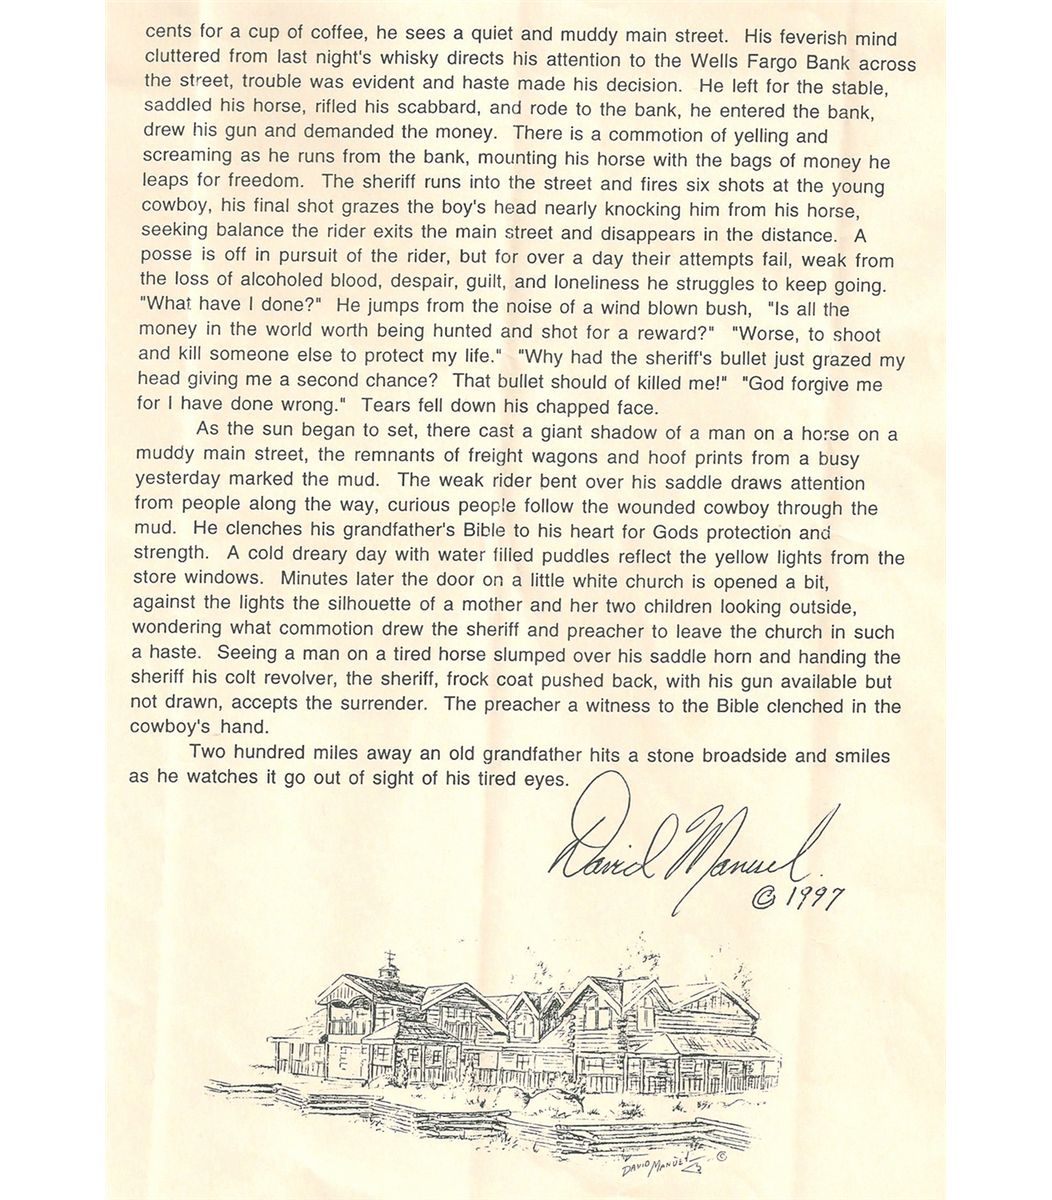 cents for a cup of coffee, he sees a quiet and muddy main street.  His feverish mind
cluttered from last night's whisky directs his attention to the Wells Fargo Bank across
the street, trouble was evident and haste made his decision.  He left for the stable,
saddled his horse, rifled his scabbard, and rode to the bank, he entered the bank,
drew his gun and demanded the money.  There is a commotion of yelling and
screaming as he runs from the bank, mounting his horse with the bags of money he
leaps for freedom.  The sheriff runs into the street and fires six shots at the young
cowboy, his final shot grazes the boy's head nearly knocking him from his horse,
seeking balance the rider exits the main street and disappears in the distance.  A
posse is off in pursuit of the rider, but for over a day their attempts fail, weak from
the loss of alcoholed blood, despair, guilt, and loneliness he struggles to keep going.
"What have I done?"  He jumps from the noise of a wind blown bush,  "Is all the
money in the world worth being hunted and shot for a reward?"  "Worse, to shoot
and kill someone else to protect my life."  "Why had the sheriff's bullet just grazed my
head giving me a second chance?  That bullet should of killed me!"  "God forgive me
for I have done wrong."  Tears fell down his chapped face.
As the sun began to set, there cast a giant shadow of a man on a horse on a
muddy main street, the remnants of freight wagons and hoof prints from a busy
yesterday marked the mud.  The weak rider bent over his saddle draws attention
from people along the way, curious people follow the wounded cowboy through the
mud.  He clenches his grandfather's Bible to his heart for Gods protection and
strength.  A cold dreary day with water filled puddles reflect the yellow lights from the
store windows.  Minutes later the door on a little white church is opened a bit,
against the lights the silhouette of a mother and her two children looking outside,
wondering what commotion drew the sheriff and preacher to leave the church in such
a haste.  Seeing a man on a tired horse slumped over his saddle horn and handing the
sheriff his colt revolver, the sheriff, frock coat pushed back, with his gun available but
not drawn, accepts the surrender.  The preacher a witness to the Bible clenched in the
cowboy's hand.
Two hundred miles away an old grandfather hits a stone broadside and smiles
as he watches it go out of sight of his tired eyes.
David Manuel
© 1997
DAVID MANUEL ©